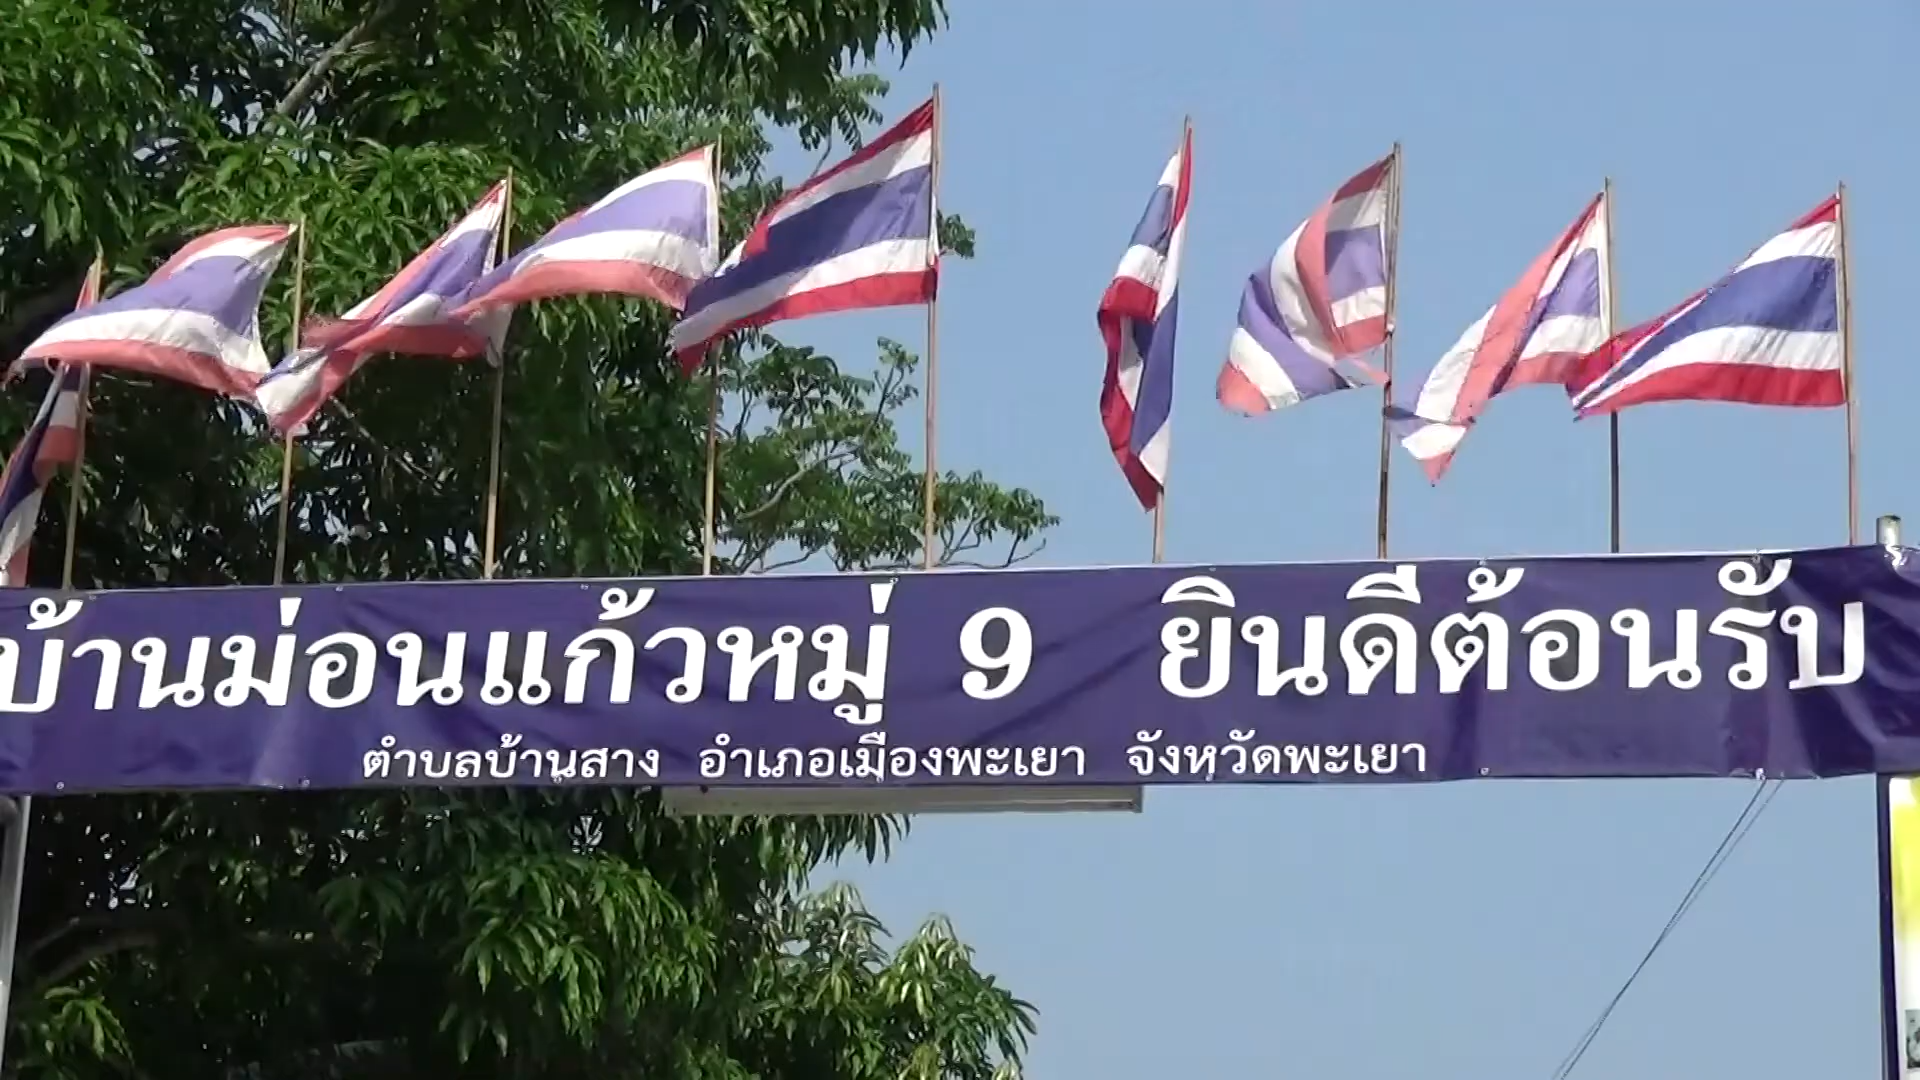 บ้านม่อนแก้วหมู่ 9 ยินดีต้อนรับ
ตำบลบ้านสาง อำเภอเมืองพะเยา จังหวัดพะเยา